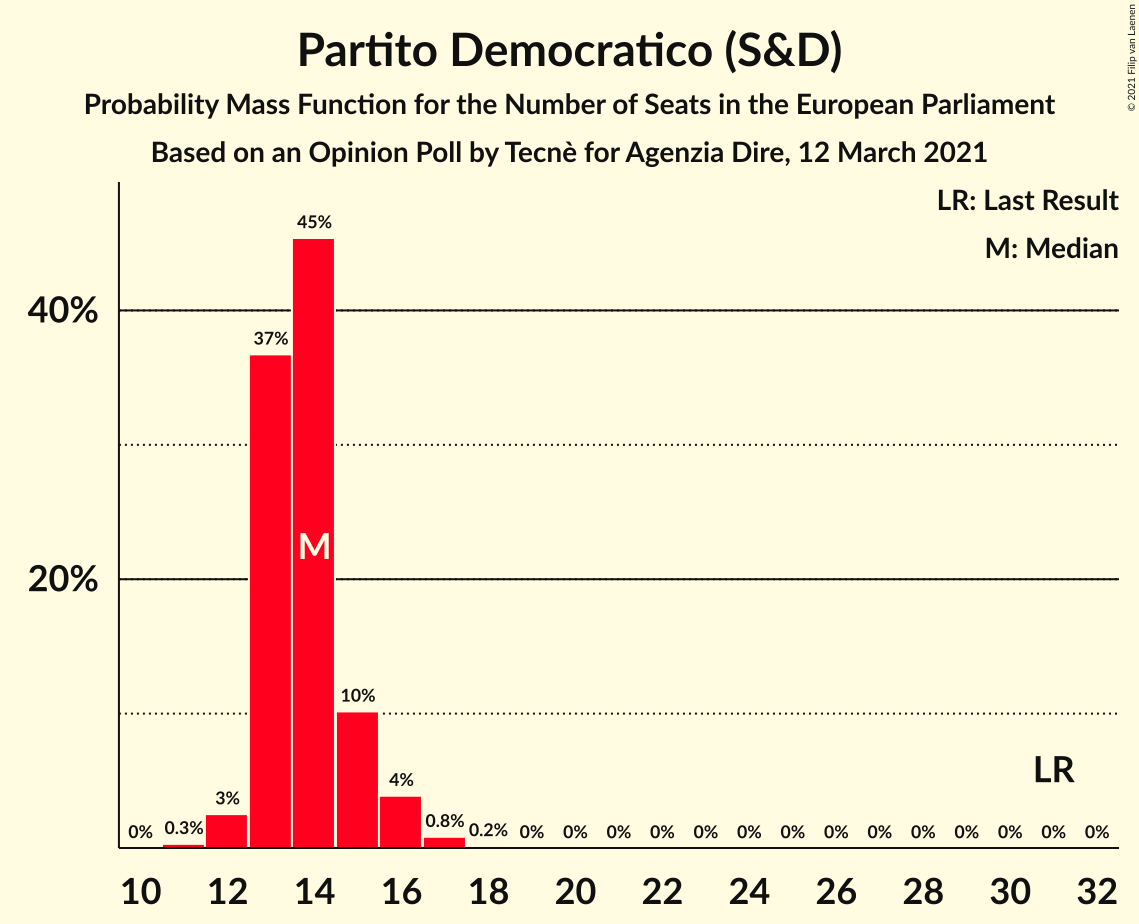 Partito Democratico (S&D)
Probability Mass Function for the Number of Seats in the European Parliament
Based on an Opinion Poll by Tecnè for Agenzia Dire, 12 March 2021
© 2021 Filip van Laenen
LR: Last Result
M: Median
45%
40%
37%
M
20%
10%
LR
4%
3%
0% 0.3% 0.8% 0.2% 0% 0% 0% 0% 0% 0% 0% 0% 0% 0% 0% 0% 0% 0%
10 12 14 16 18 20 22 24 26 28 30 32